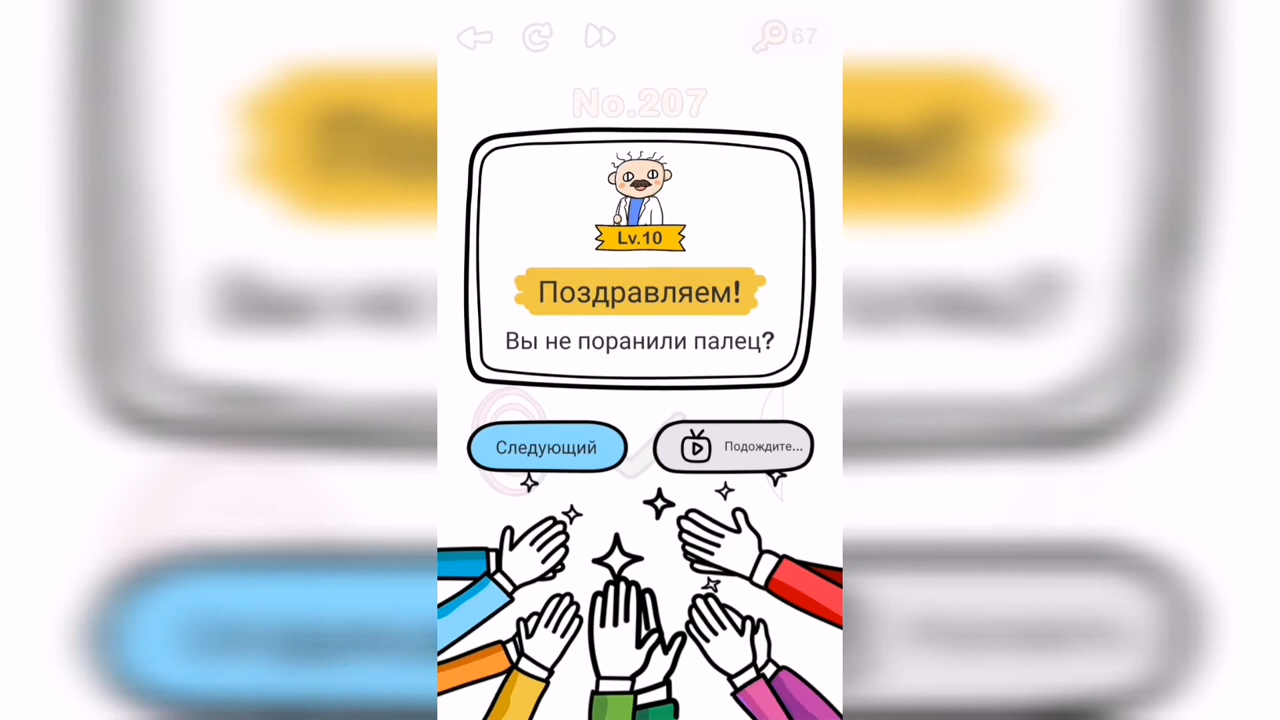 67
No.207
Lv.10
Поздравляем!
Вы не поранили палец?
Следующий
Подождите...